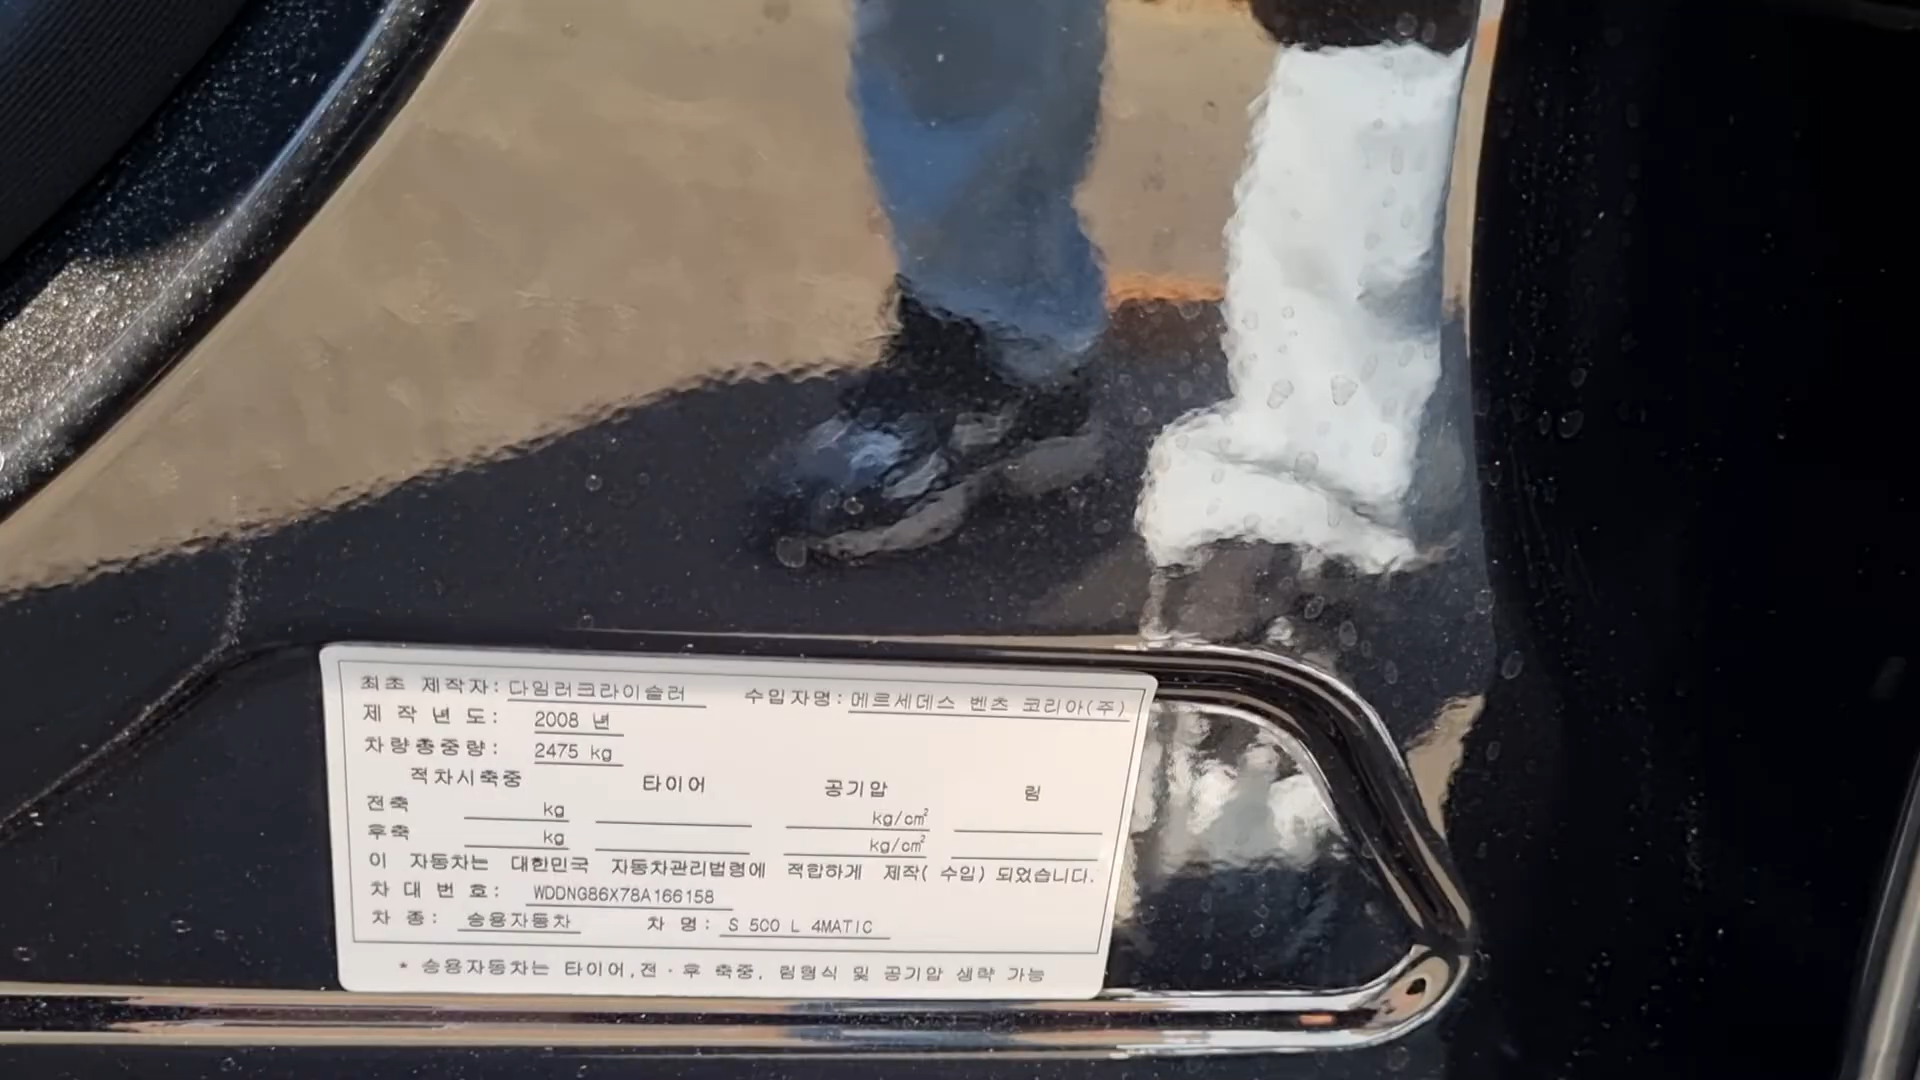 최초 제작자: 다임러크라이슬러 수입자명: 메르세데스 벤츠 코리아(주)
제 작 년 도: 2008 년
차량총중량: 2475 kg
적차시축중 타이어 공기압 림
전축 kg kg/cm²
후축 kg kg/cm²
이 자동차는 대한민국 자동차관리법령에 적합하게 제작( 수입) 되었습니다.
차 대 번 호: WDDNG86X78A166158
차 종: 승용자동차 차 명: S 500 L 4MATIC
* 승용자동차는 타이어,전·후 축중, 림형식 및 공기압 생략 가능